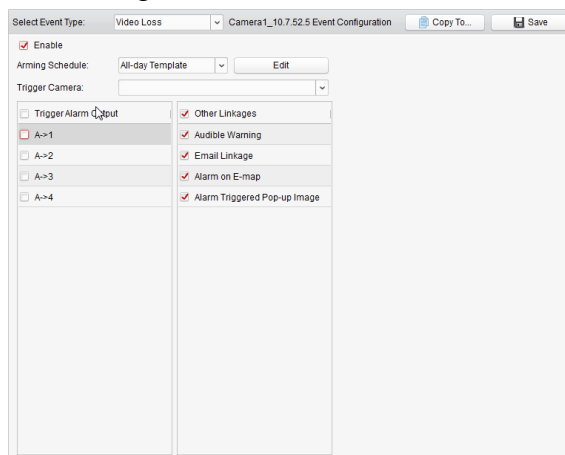 Select Event Type: Video Loss Camera1_10.7.52.5 Event Configuration Copy To... Save
Enable
Arming Schedule: All-day Template Edit
Trigger Camera:
Trigger Alarm Output Other Linkages
A->1 Audible Warning
A->2 Email Linkage
A->3 Alarm on E-map
A->4 Alarm Triggered Pop-up Image